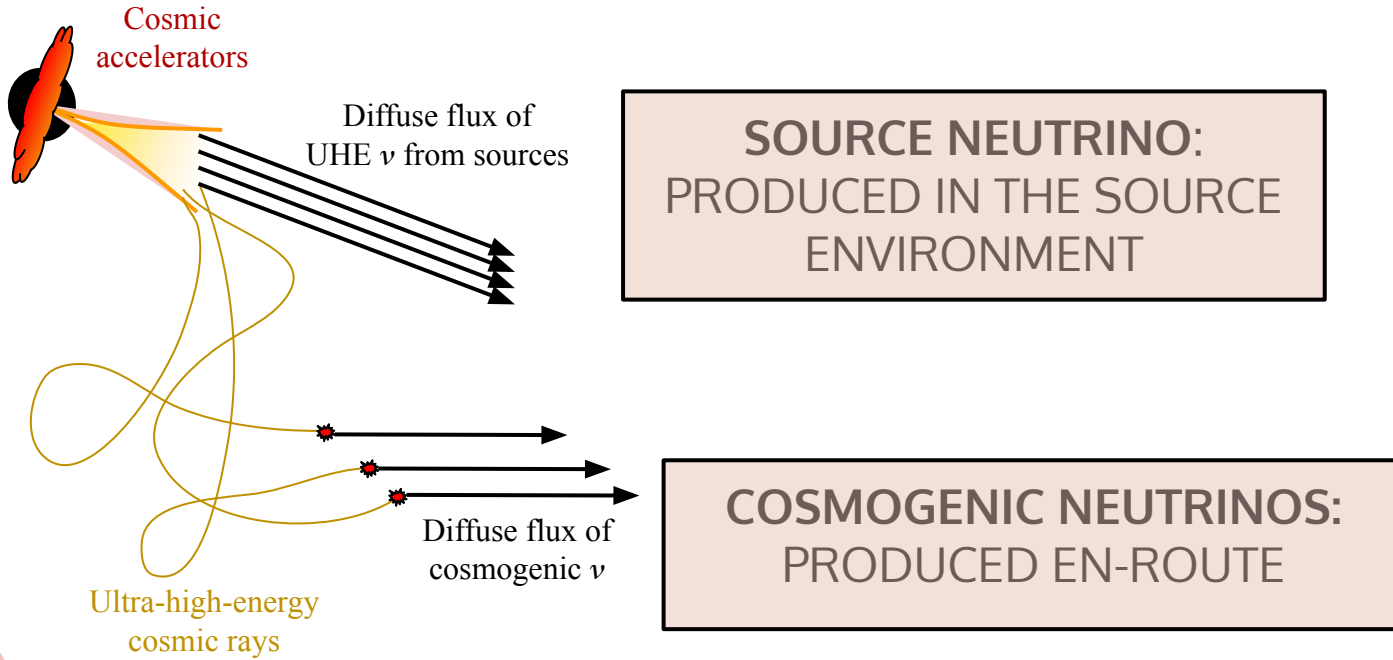 Cosmic
accelerators
Diffuse flux of
UHE ν from sources
SOURCE NEUTRINO:
PRODUCED IN THE SOURCE
ENVIRONMENT
Diffuse flux of
cosmogenic ν
COSMOGENIC NEUTRINOS:
PRODUCED EN-ROUTE
Ultra-high-energy
cosmic rays